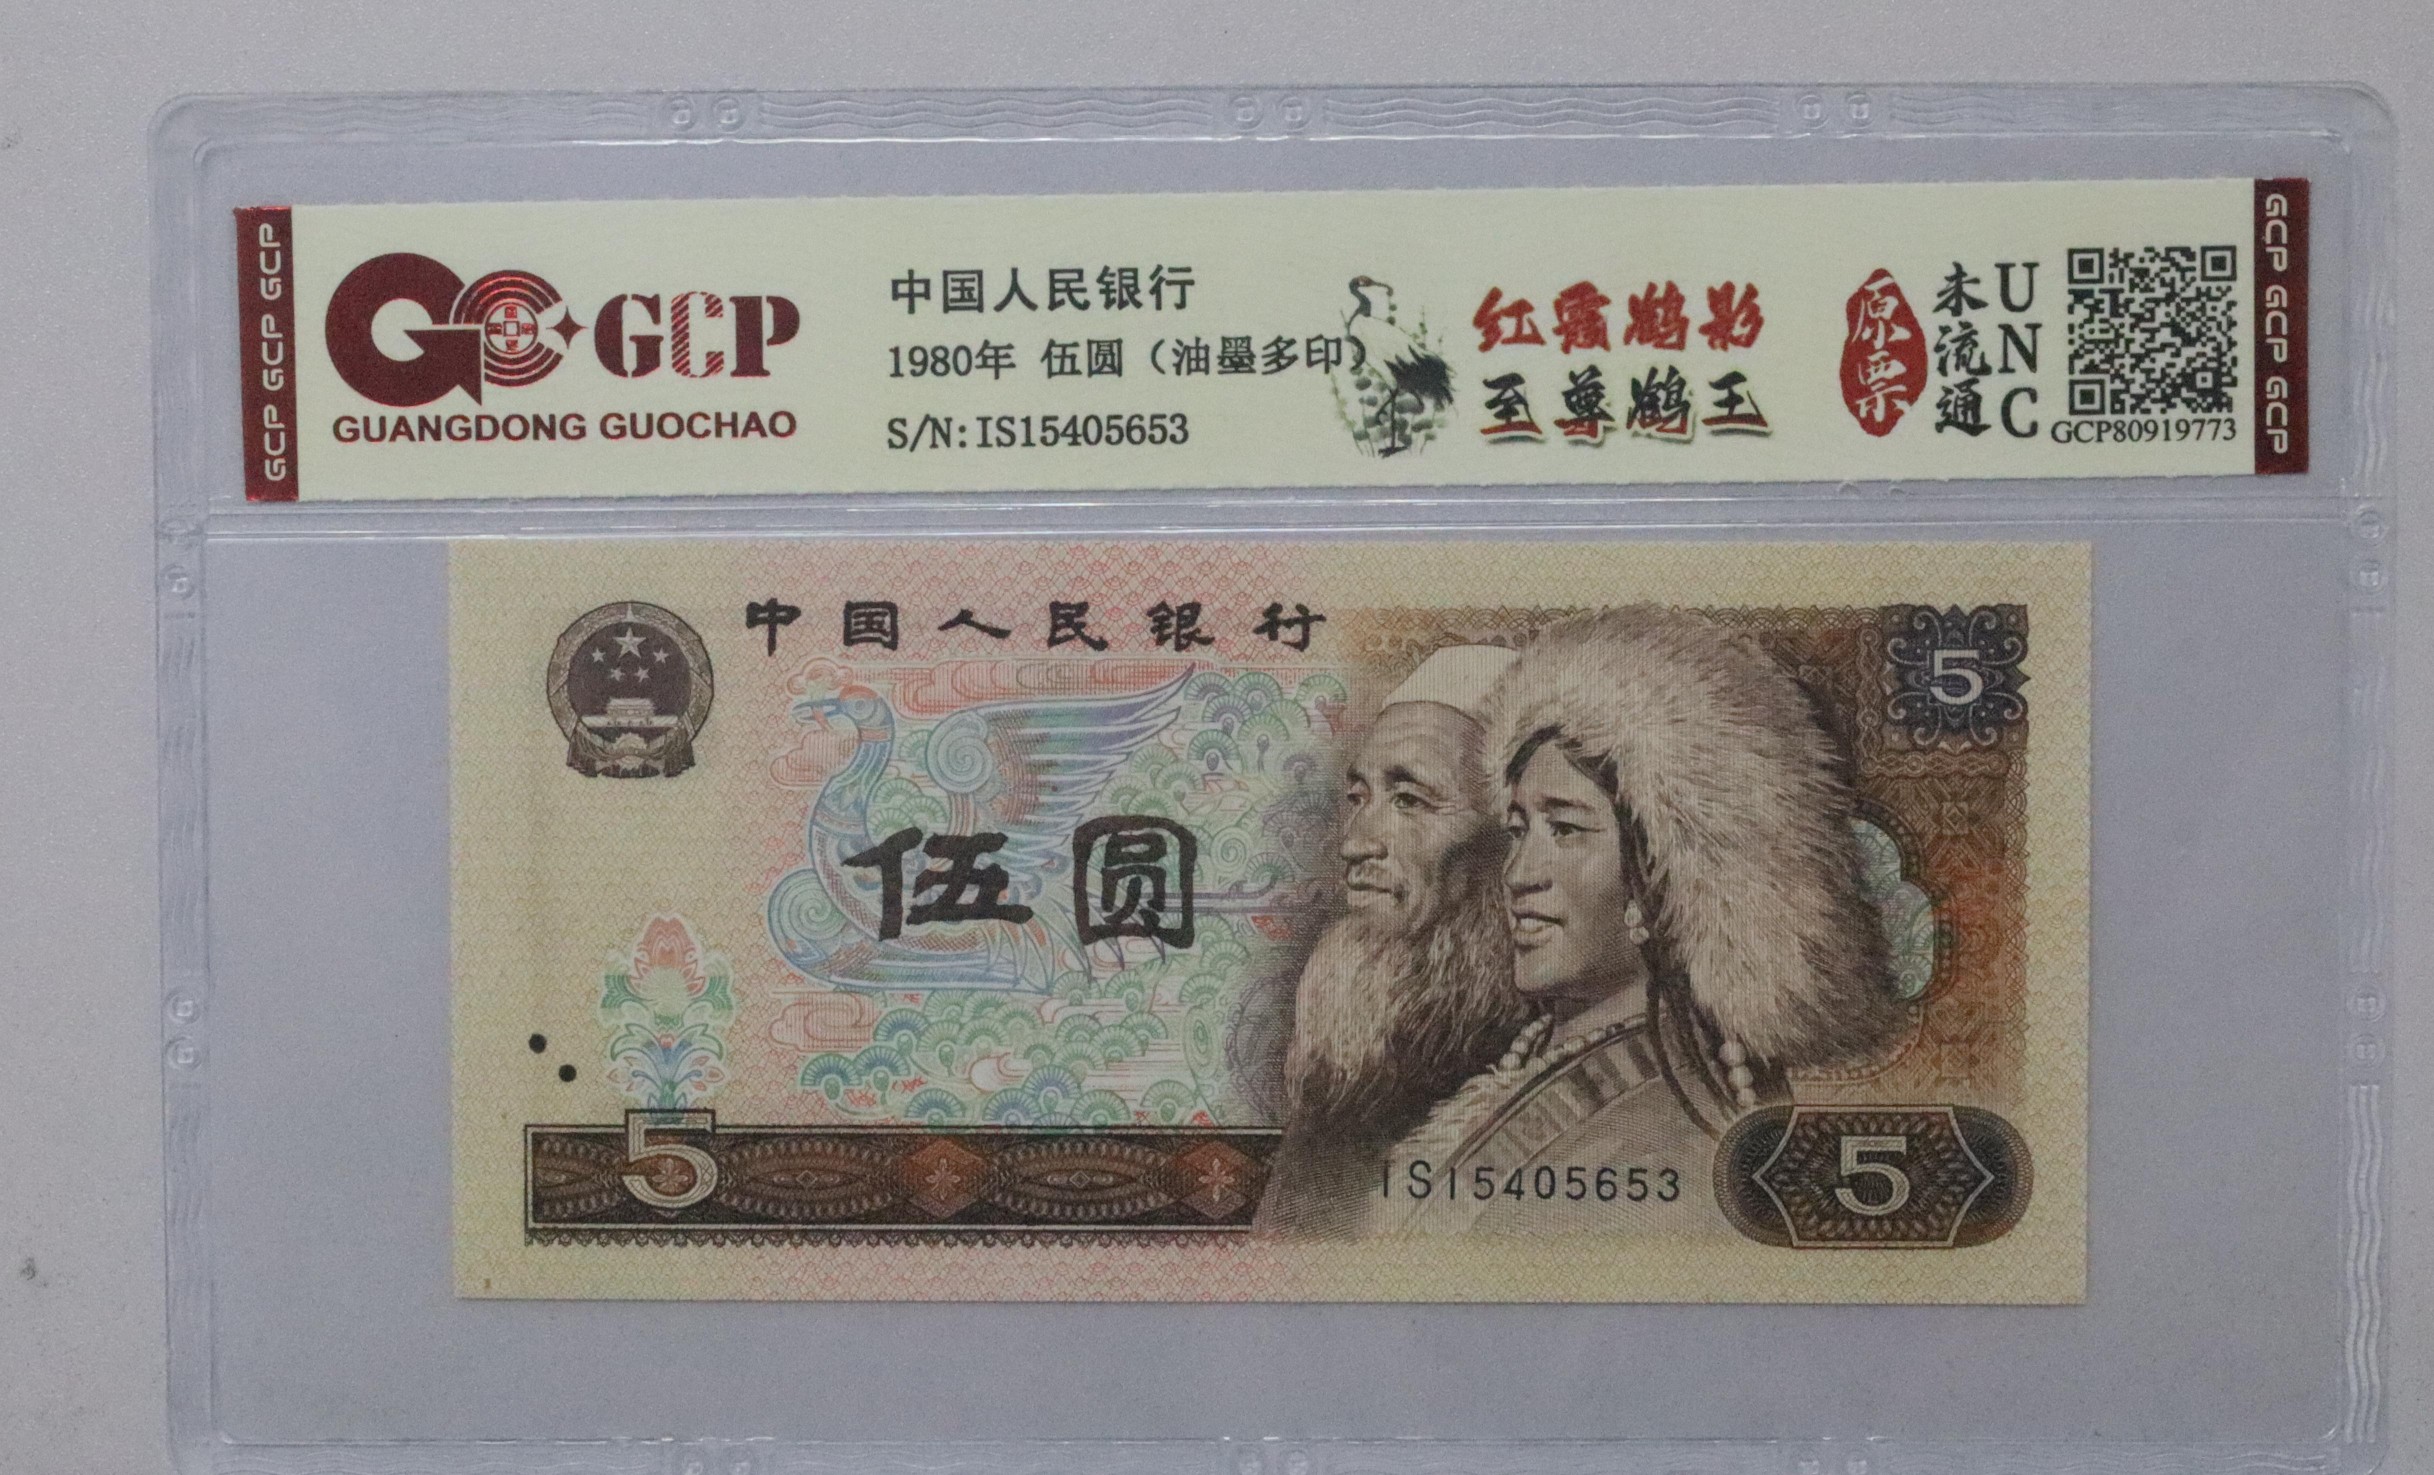 GCP GCP GCP
GCP
GUANGDONG GUOCHAO
中国人民银行
1980年 伍圆（油墨多印）
S/N: IS15405653
红霞鹤影
至尊鹤王
原票
未流通
UNC
GCP80919773
GCP GCP GCP
中国人民银行
5
伍圆
5
IS15405653
5